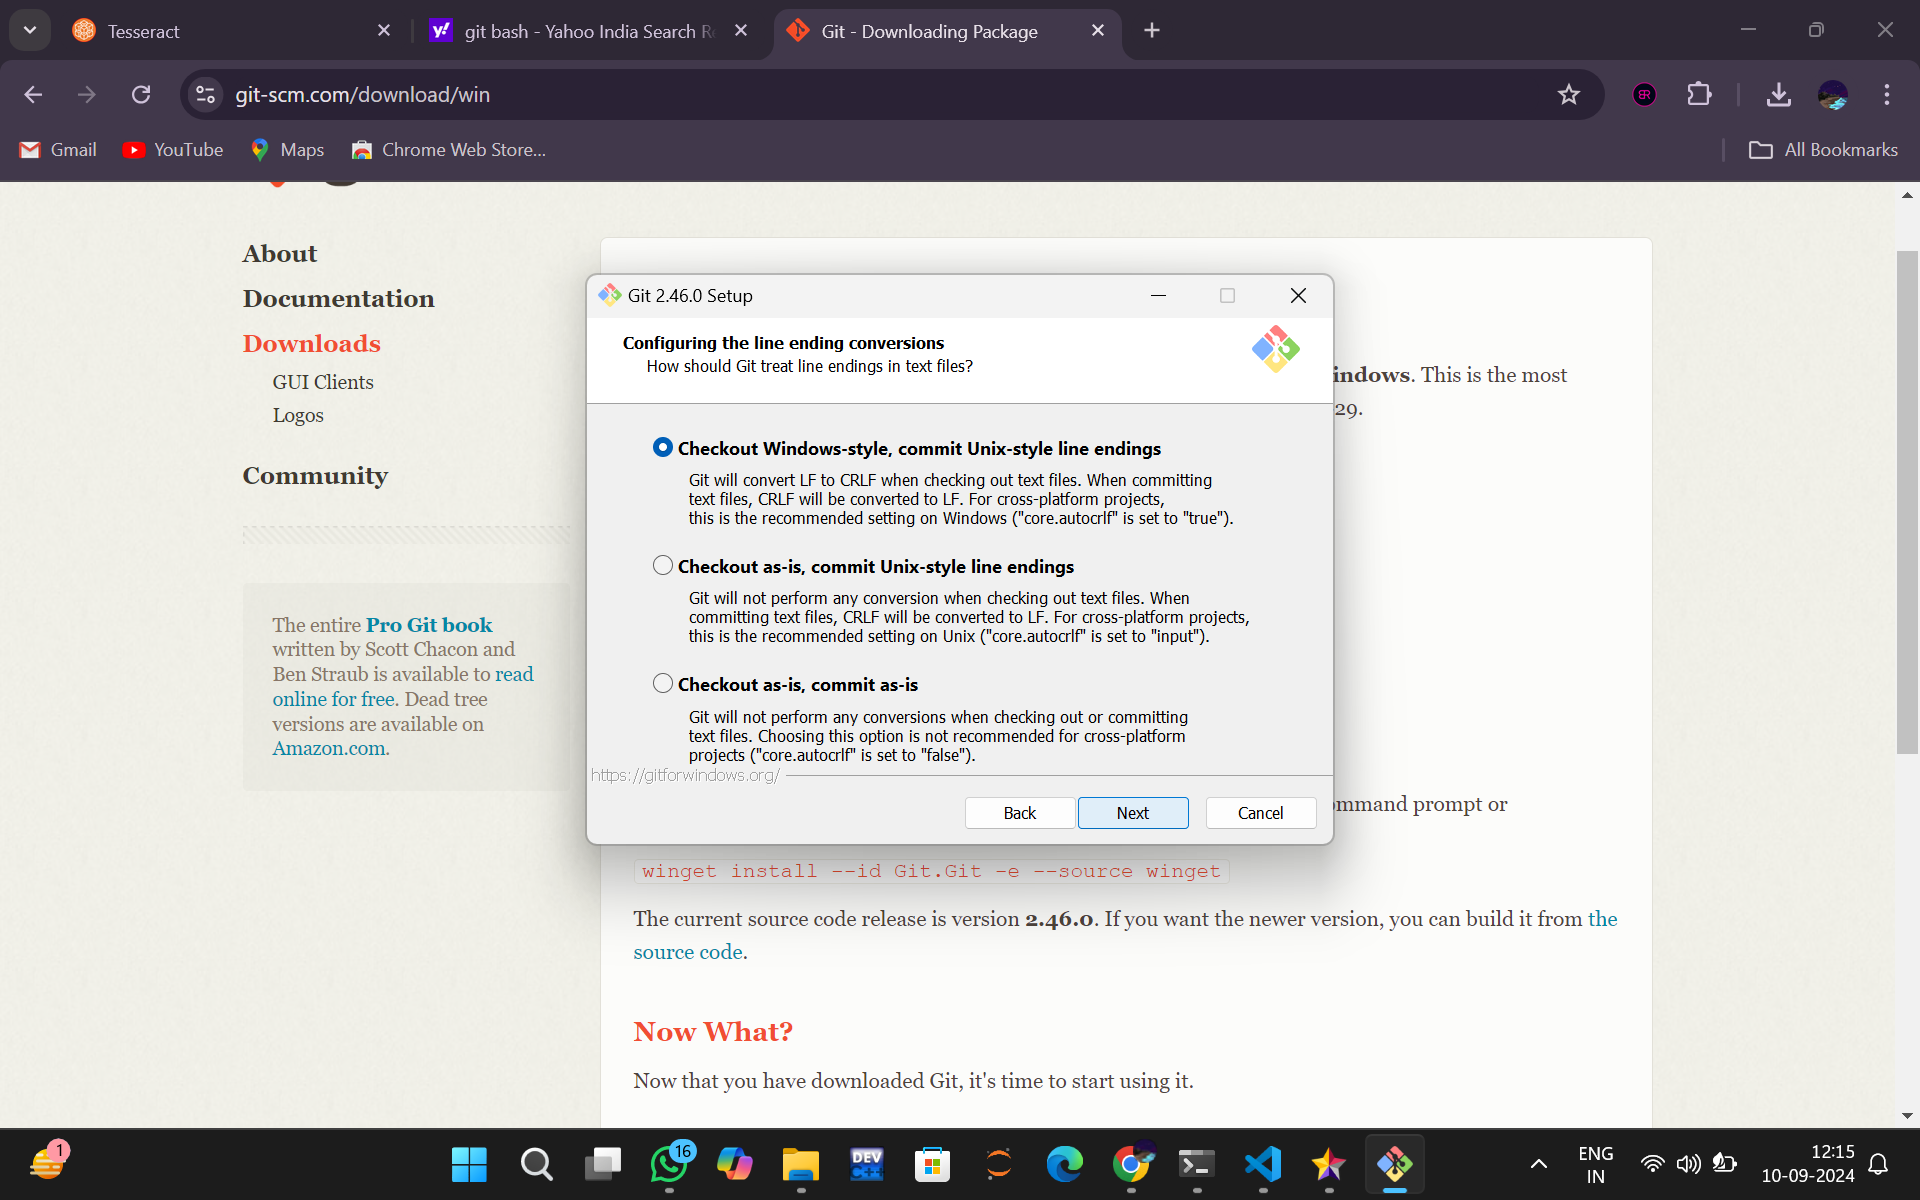 Tesseract
git bash - Yahoo India Search R
Git - Downloading Package
git-scm.com/download/win
BR
Gmail
YouTube
Maps
Chrome Web Store...
All Bookmarks
About
Documentation
Downloads
GUI Clients
Logos
Community
The entire Pro Git book
written by Scott Chacon and
Ben Straub is available to read
online for free. Dead tree
versions are available on
Amazon.com.
indows. This is the most
29.
Git 2.46.0 Setup
Configuring the line ending conversions
How should Git treat line endings in text files?
Checkout Windows-style, commit Unix-style line endings
Git will convert LF to CRLF when checking out text files. When committing
text files, CRLF will be converted to LF. For cross-platform projects,
this is the recommended setting on Windows ("core.autocrlf" is set to "true").
Checkout as-is, commit Unix-style line endings
Git will not perform any conversion when checking out text files. When
committing text files, CRLF will be converted to LF. For cross-platform projects,
this is the recommended setting on Unix ("core.autocrlf" is set to "input").
Checkout as-is, commit as-is
Git will not perform any conversions when checking out or committing
text files. Choosing this option is not recommended for cross-platform
projects ("core.autocrlf" is set to "false").
https://gitforwindows.org/
Back
Next
Cancel
ommand prompt or
winget install --id Git.Git -e --source winget
The current source code release is version 2.46.0. If you want the newer version, you can build it from the
source code.
Now What?
Now that you have downloaded Git, it's time to start using it.
1
16
DEV
C++
ENG
IN
12:15
10-09-2024